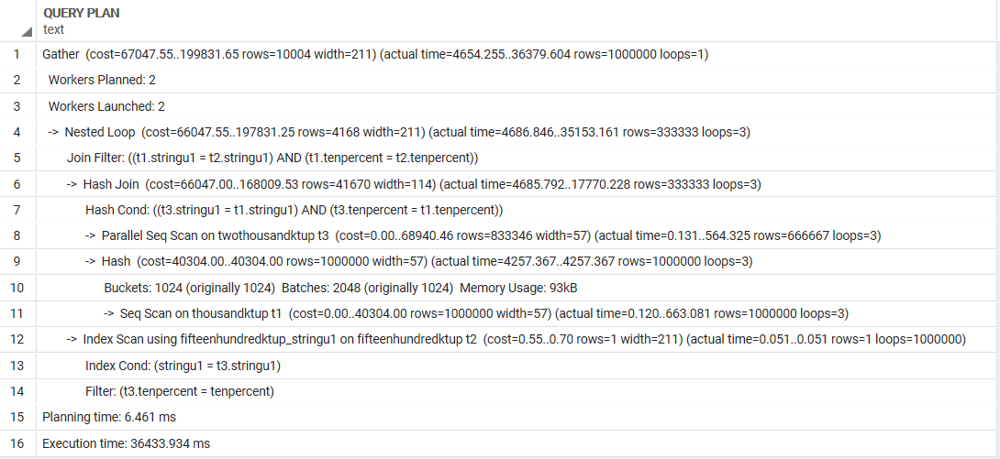 QUERY PLAN
text
1 Gather (cost=67047.55..199831.65 rows=10004 width=211) (actual time=4654.255..36379.604 rows=1000000 loops=1)
2 Workers Planned: 2
3 Workers Launched: 2
4 -> Nested Loop (cost=66047.55..197831.25 rows=4168 width=211) (actual time=4686.846..35153.161 rows=333333 loops=3)
5 Join Filter: ((t1.stringu1 = t2.stringu1) AND (t1.tenpercent = t2.tenpercent))
6 -> Hash Join (cost=66047.00..168009.53 rows=41670 width=114) (actual time=4685.792..17770.228 rows=333333 loops=3)
7 Hash Cond: ((t3.stringu1 = t1.stringu1) AND (t3.tenpercent = t1.tenpercent))
8 -> Parallel Seq Scan on twothousandktup t3 (cost=0.00..68940.46 rows=833346 width=57) (actual time=0.131..564.325 rows=666667 loops=3)
9 -> Hash (cost=40304.00..40304.00 rows=1000000 width=57) (actual time=4257.367..4257.367 rows=1000000 loops=3)
10 Buckets: 1024 (originally 1024) Batches: 2048 (originally 1024) Memory Usage: 93kB
11 -> Seq Scan on thousandktup t1 (cost=0.00..40304.00 rows=1000000 width=57) (actual time=0.120..663.081 rows=1000000 loops=3)
12 -> Index Scan using fifteenhundredktup_stringu1 on fifteenhundredktup t2 (cost=0.55..0.70 rows=1 width=211) (actual time=0.051..0.051 rows=1 loops=1000000)
13 Index Cond: (stringu1 = t3.stringu1)
14 Filter: (t3.tenpercent = tenpercent)
15 Planning time: 6.461 ms
16 Execution time: 36433.934 ms